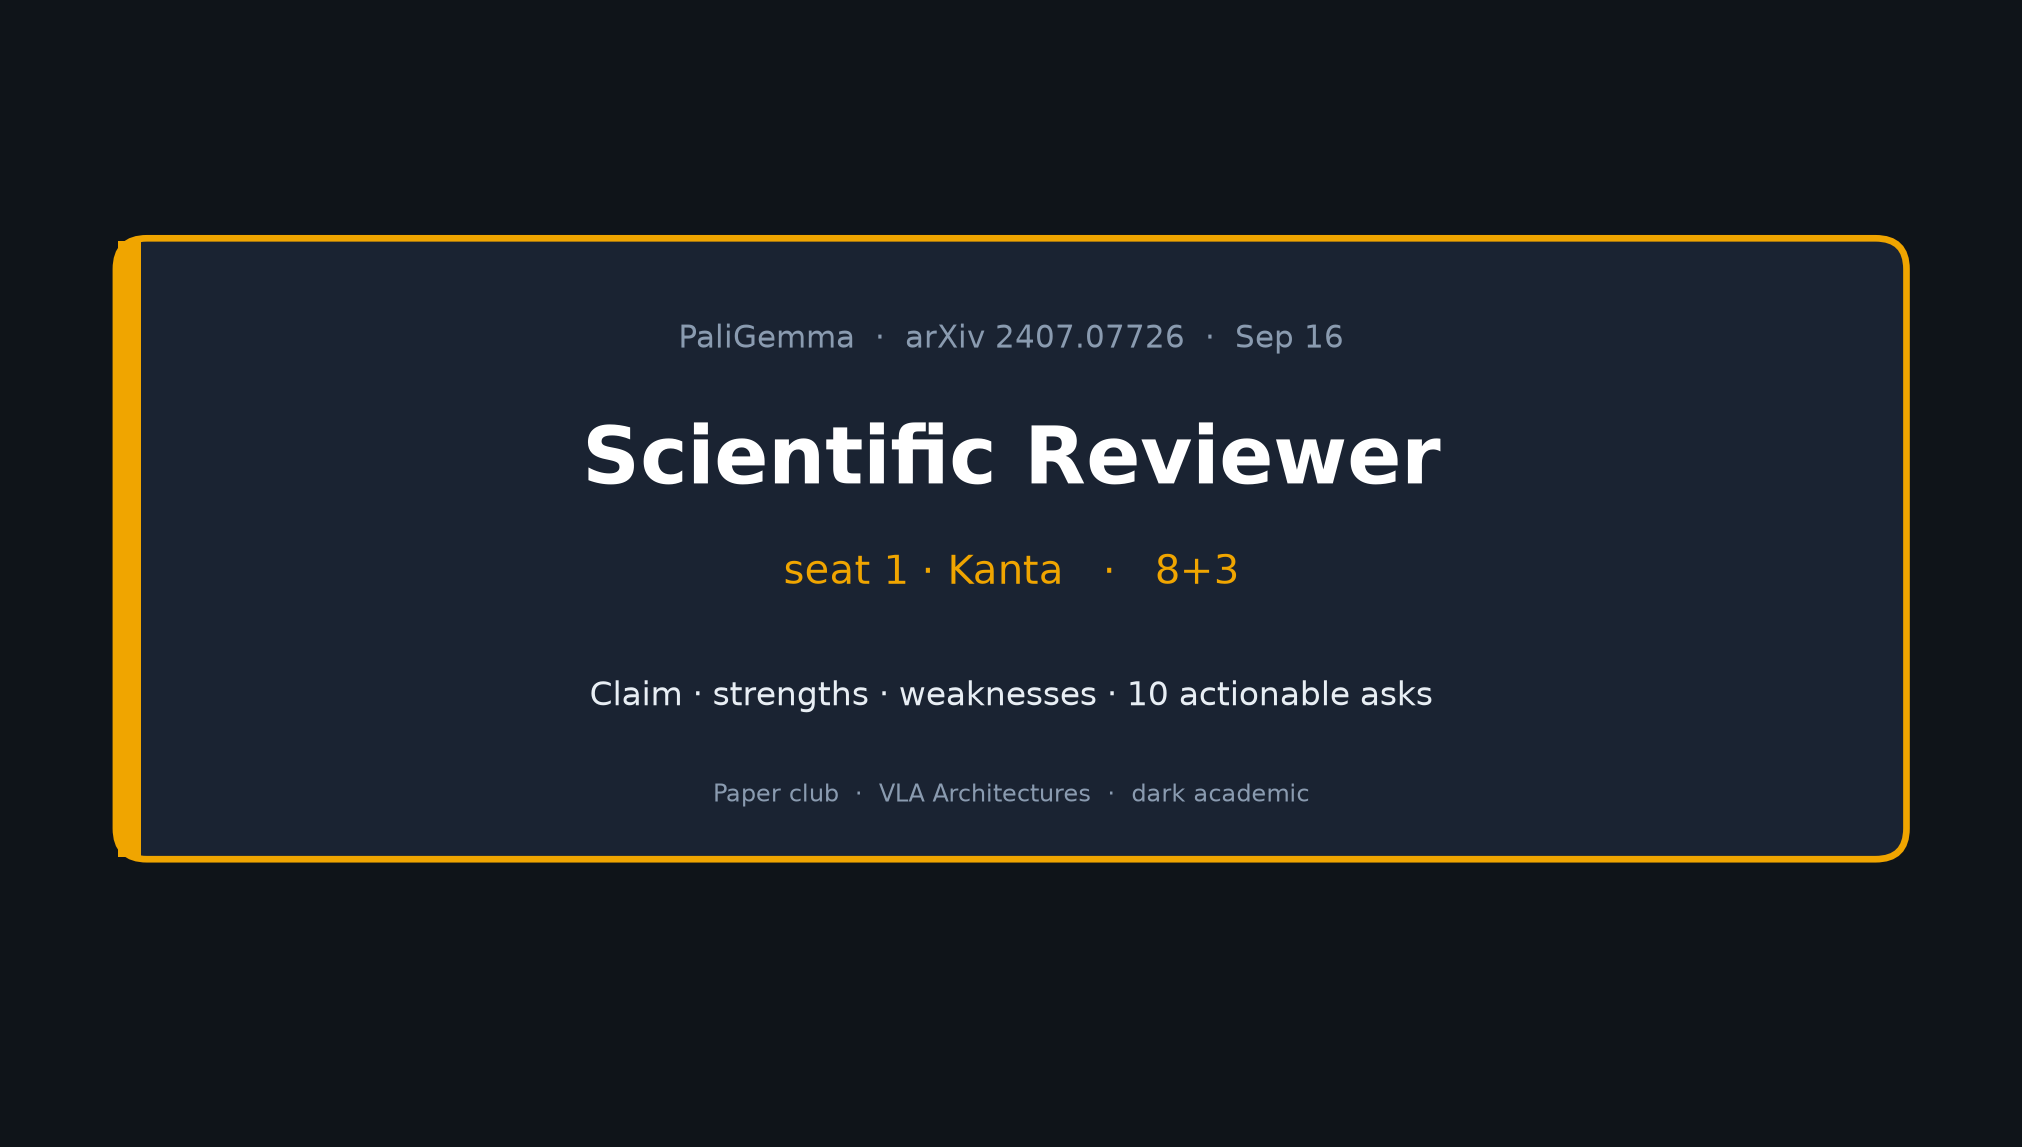 PaliGemma · arXiv 2407.07726 · Sep 16
Scientific Reviewer
seat 1 · Kanta · 8+3
Claim · strengths · weaknesses · 10 actionable asks
Paper club · VLA Architectures · dark academic